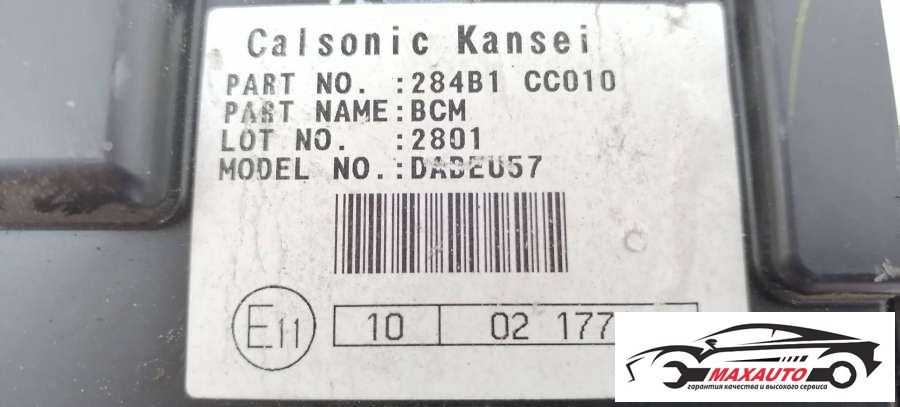 Calsonic Kansei
PART NO. :284B1 CC010
PART NAME:BCM
LOT NO. :2801
MODEL NO.:DABEU57
E11
10 02 177
MAXAUTO
гарантия качества и высокого сервиса